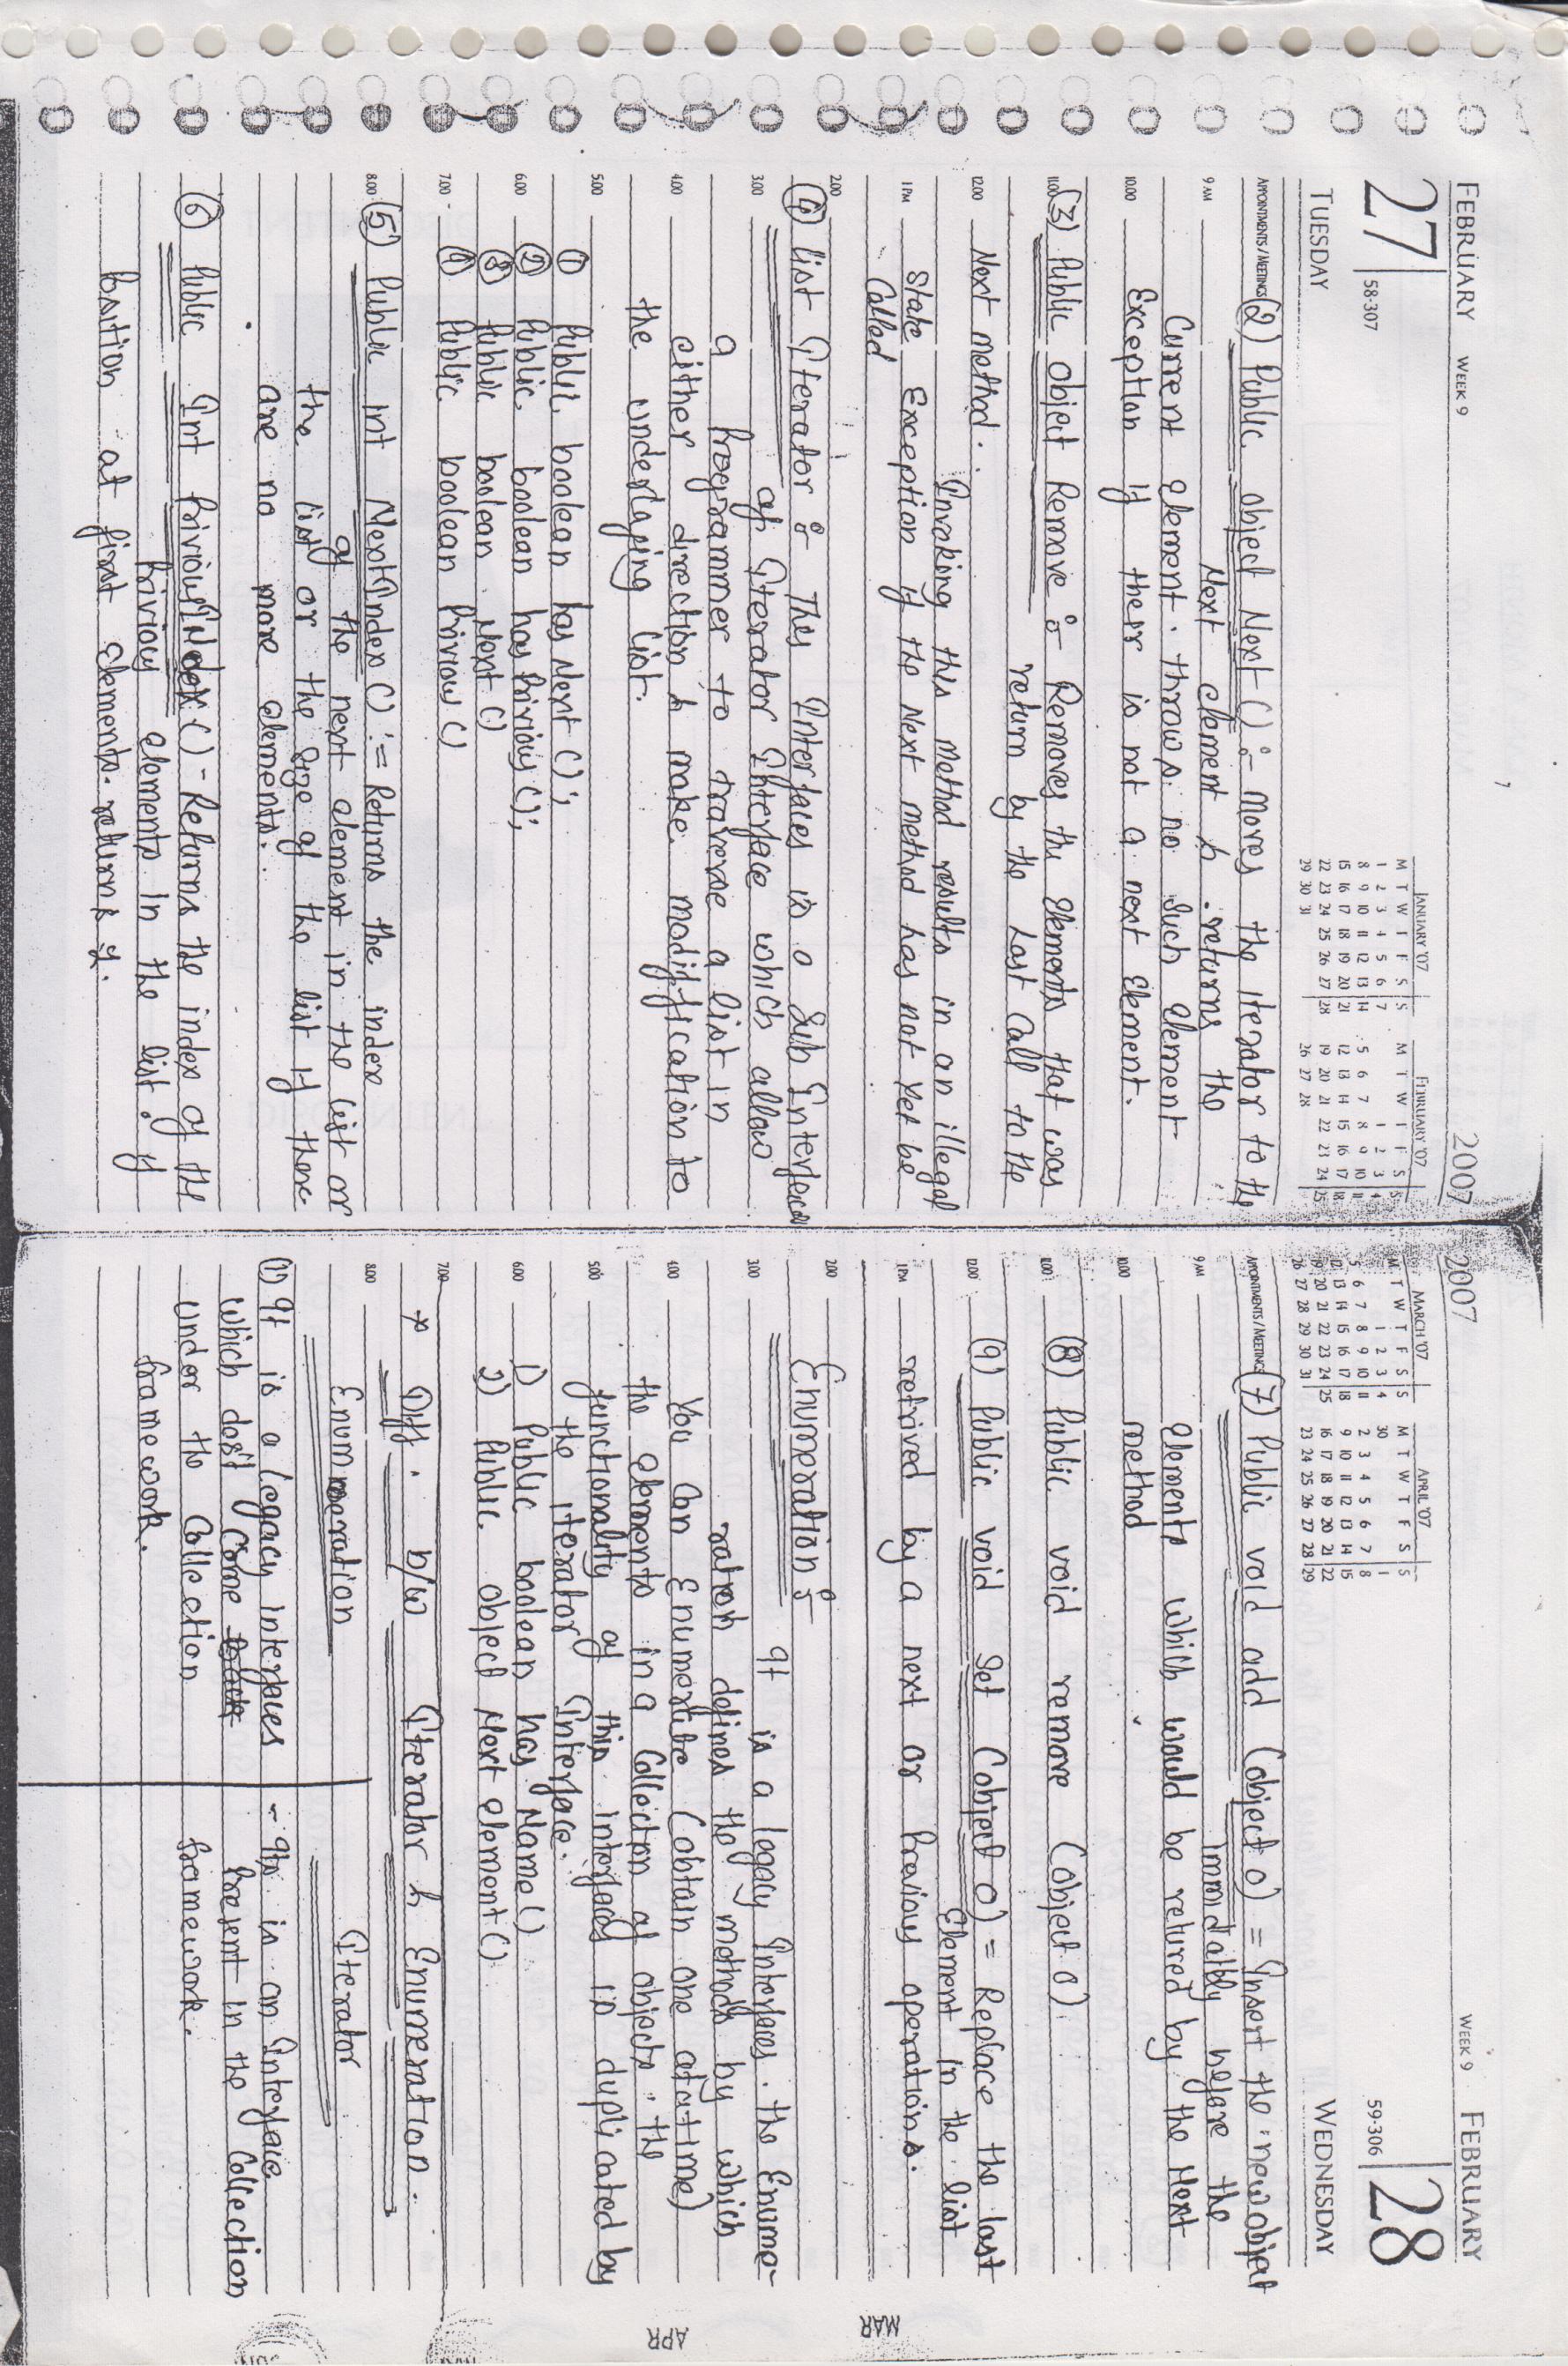 FEBRUARY WEEK 9 2007
27 58·307
TUESDAY
JANUARY '07 FEBRUARY '07
M T W T F S S M T W T F S S
1 2 3 4 5 6 7 1 2 3 4
8 9 10 11 12 13 14 5 6 7 8 9 10 11
15 16 17 18 19 20 21 12 13 14 15 16 17 18
22 23 24 25 26 27 28 19 20 21 22 23 24 25
29 30 31 26 27 28
APPOINTMENTS / MEETINGS (2) Public object Next () :- moves the iterator to the
9 AM Next element & returns the
Current element. throws no such element
10.00 Exception if their is not a next element.
11.00 (3) Public object Remove :- Removes the elements that was
return by the Last call to the
12.00 Next method.
Invoking this method results in an illegal
1 PM State Exception if the Next method has not yet be
Called
2.00
(4) List Iterator :- This Interfaces is a Sub Interfaces
3.00 of Iterator Interface which allow
a Programmer to traverse a list in
4.00 either direction & make modification to
the underlaping list.
5.00
(1) Public boolean has Next ();
6.00 (2) Public boolean has Privious ();
(3) Public boolean Next ()
7.00 (4) Public boolean Privious ()
8.00 (5) Public int Next Index () := Returns the index
of the next element in the list or
the list or the size of the list if there
are no more elements.
(6) Public Int Privious Index () - Returns the index of the
Privious elements in the list. if
Position at first elements. returns
2007 WEEK 9 FEBRUARY
59·306 28
WEDNESDAY
MARCH '07 APRIL '07
M T W T F S S M T W T F S S
1 2 3 4 30 1
5 6 7 8 9 10 11 2 3 4 5 6 7 8
12 13 14 15 16 17 18 9 10 11 12 13 14 15
19 20 21 22 23 24 25 16 17 18 19 20 21 22
26 27 28 29 30 31 23 24 25 26 27 28 29
APPOINTMENTS / MEETINGS (7) Public void add (object o) = Insert the new object
9 AM immidaltly before the
Elements which would be returned by the Next
10.00 method
11.00 (8) Public void remove (object o)
12.00 (9) Public void Set (object o) = Replace the last
Element in the list
1 PM retrived by a next or Previous operations.
2.00
Enumeration :-
3.00 It is a legacy Interfaces. the Enume-
ration defines the methods by which
4.00 You can Enumerate (obtain one at a time)
the elements in a Collection of objects. the
5.00 functionality of this interfaces is duplicated by
the iterator Interface.
6.00 1) Public boolean has Name ()
2) Public object Next element ()
7.00
* Diff. b/w Iterator & Enumeration.
8.00
Enumeration Iterator
(1) It is a legacy interfaces - Its is an Interface
which dos't come Present in the Collection
under the Collection framework.
frame work.
MAR
APR